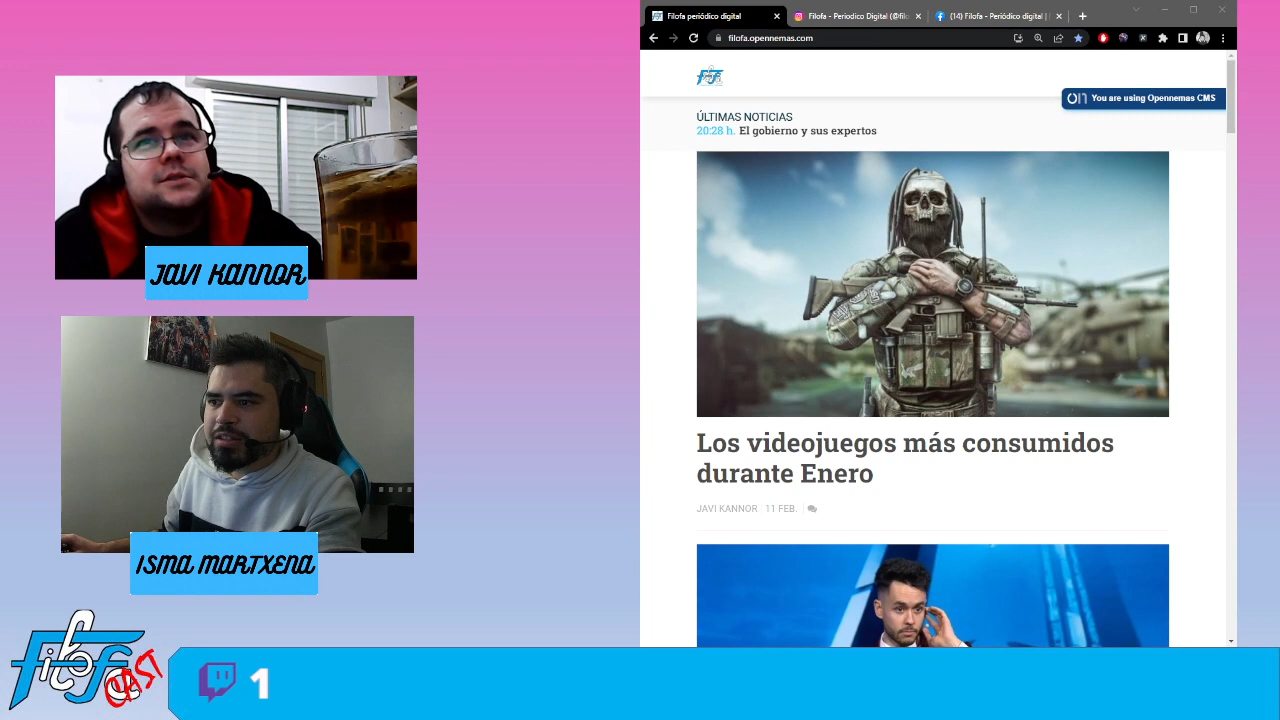 JAVI KANNOR
ISMA MARTXENA
FiloFa
CAST
1
Filofa periódico digital
Filofa - Periodico Digital (@filo
(14) Filofa - Periódico digital |
filofa.opennemas.com
You are using Opennemas CMS
ÚLTIMAS NOTICIAS
20:28 h. El gobierno y sus expertos
Los videojuegos más consumidos
durante Enero
JAVI KANNOR 11 FEB.